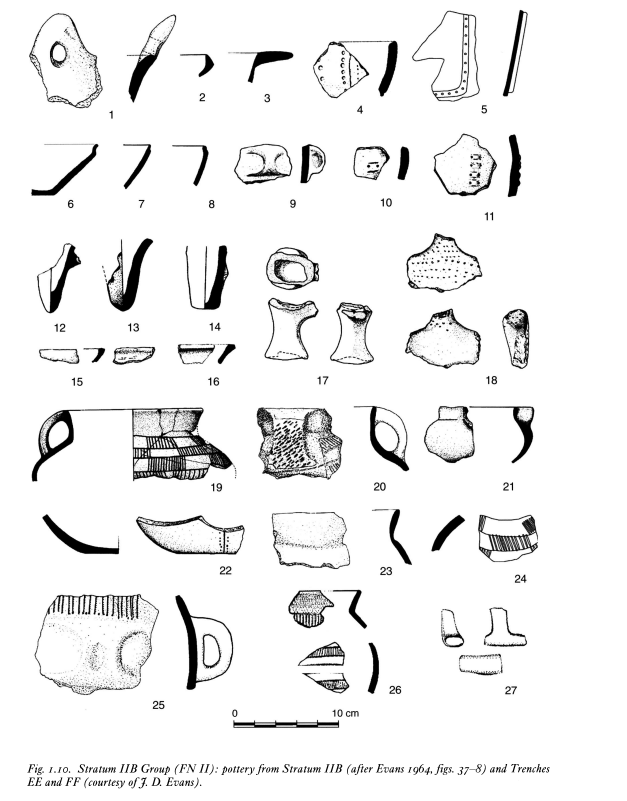 1 2 3 4 5
6 7 8 9 10 11
12 13 14
15 16 17 18
19 20 21
22 23 24
25 26 27
0 10 cm
Fig. 1.10. Stratum IIB Group (FN II): pottery from Stratum IIB (after Evans 1964, figs. 37–8) and Trenches
EE and FF (courtesy of J. D. Evans).